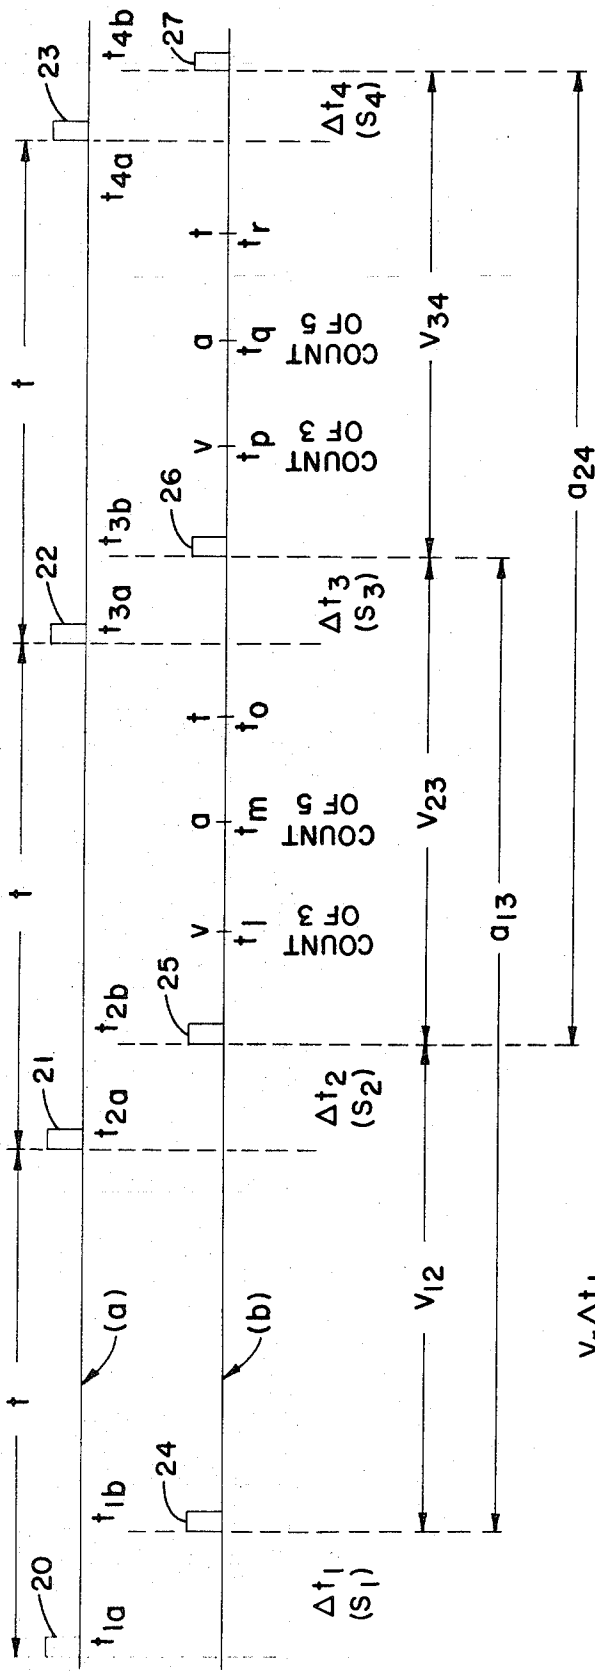 t t t
20 21 22 23
(a)
t1a t1b t2a t2b t3a t3b t4a t4b
24 25 26 27
(b)
v a t v a t
tl tm to tp tq tr
COUNT OF 3
COUNT OF 5
COUNT OF 3
COUNT OF 5
Δt1 (S1)
Δt2 (S2)
Δt3 (S3)
Δt4 (S4)
V12 V23 V34
a13
a24